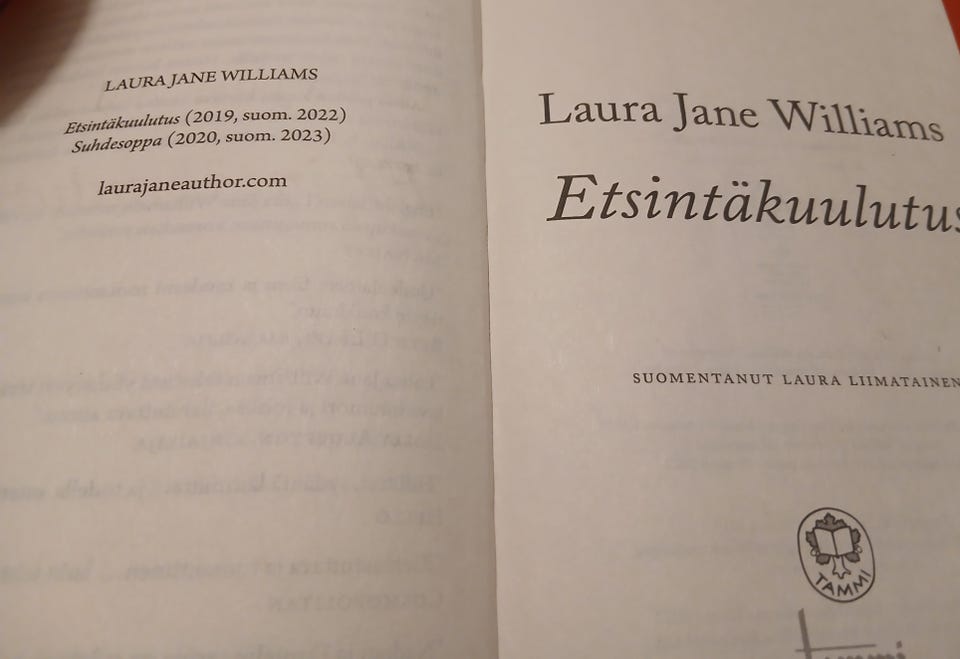 LAURA JANE WILLIAMS
Etsintäkuulutus (2019, suom. 2022)
Suhdesoppa (2020, suom. 2023)
laurajaneauthor.com
Laura Jane Williams
Etsintäkuulutus
SUOMENTANUT LAURA LIIMATAINEN
TAMMI